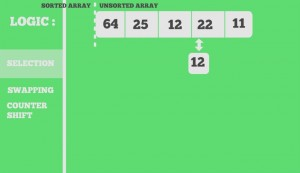 SORTED ARRAY UNSORTED ARRAY
LOGIC : 64 25 12 22 11
SELECTION 12
SWAPPING
COUNTER
SHIFT